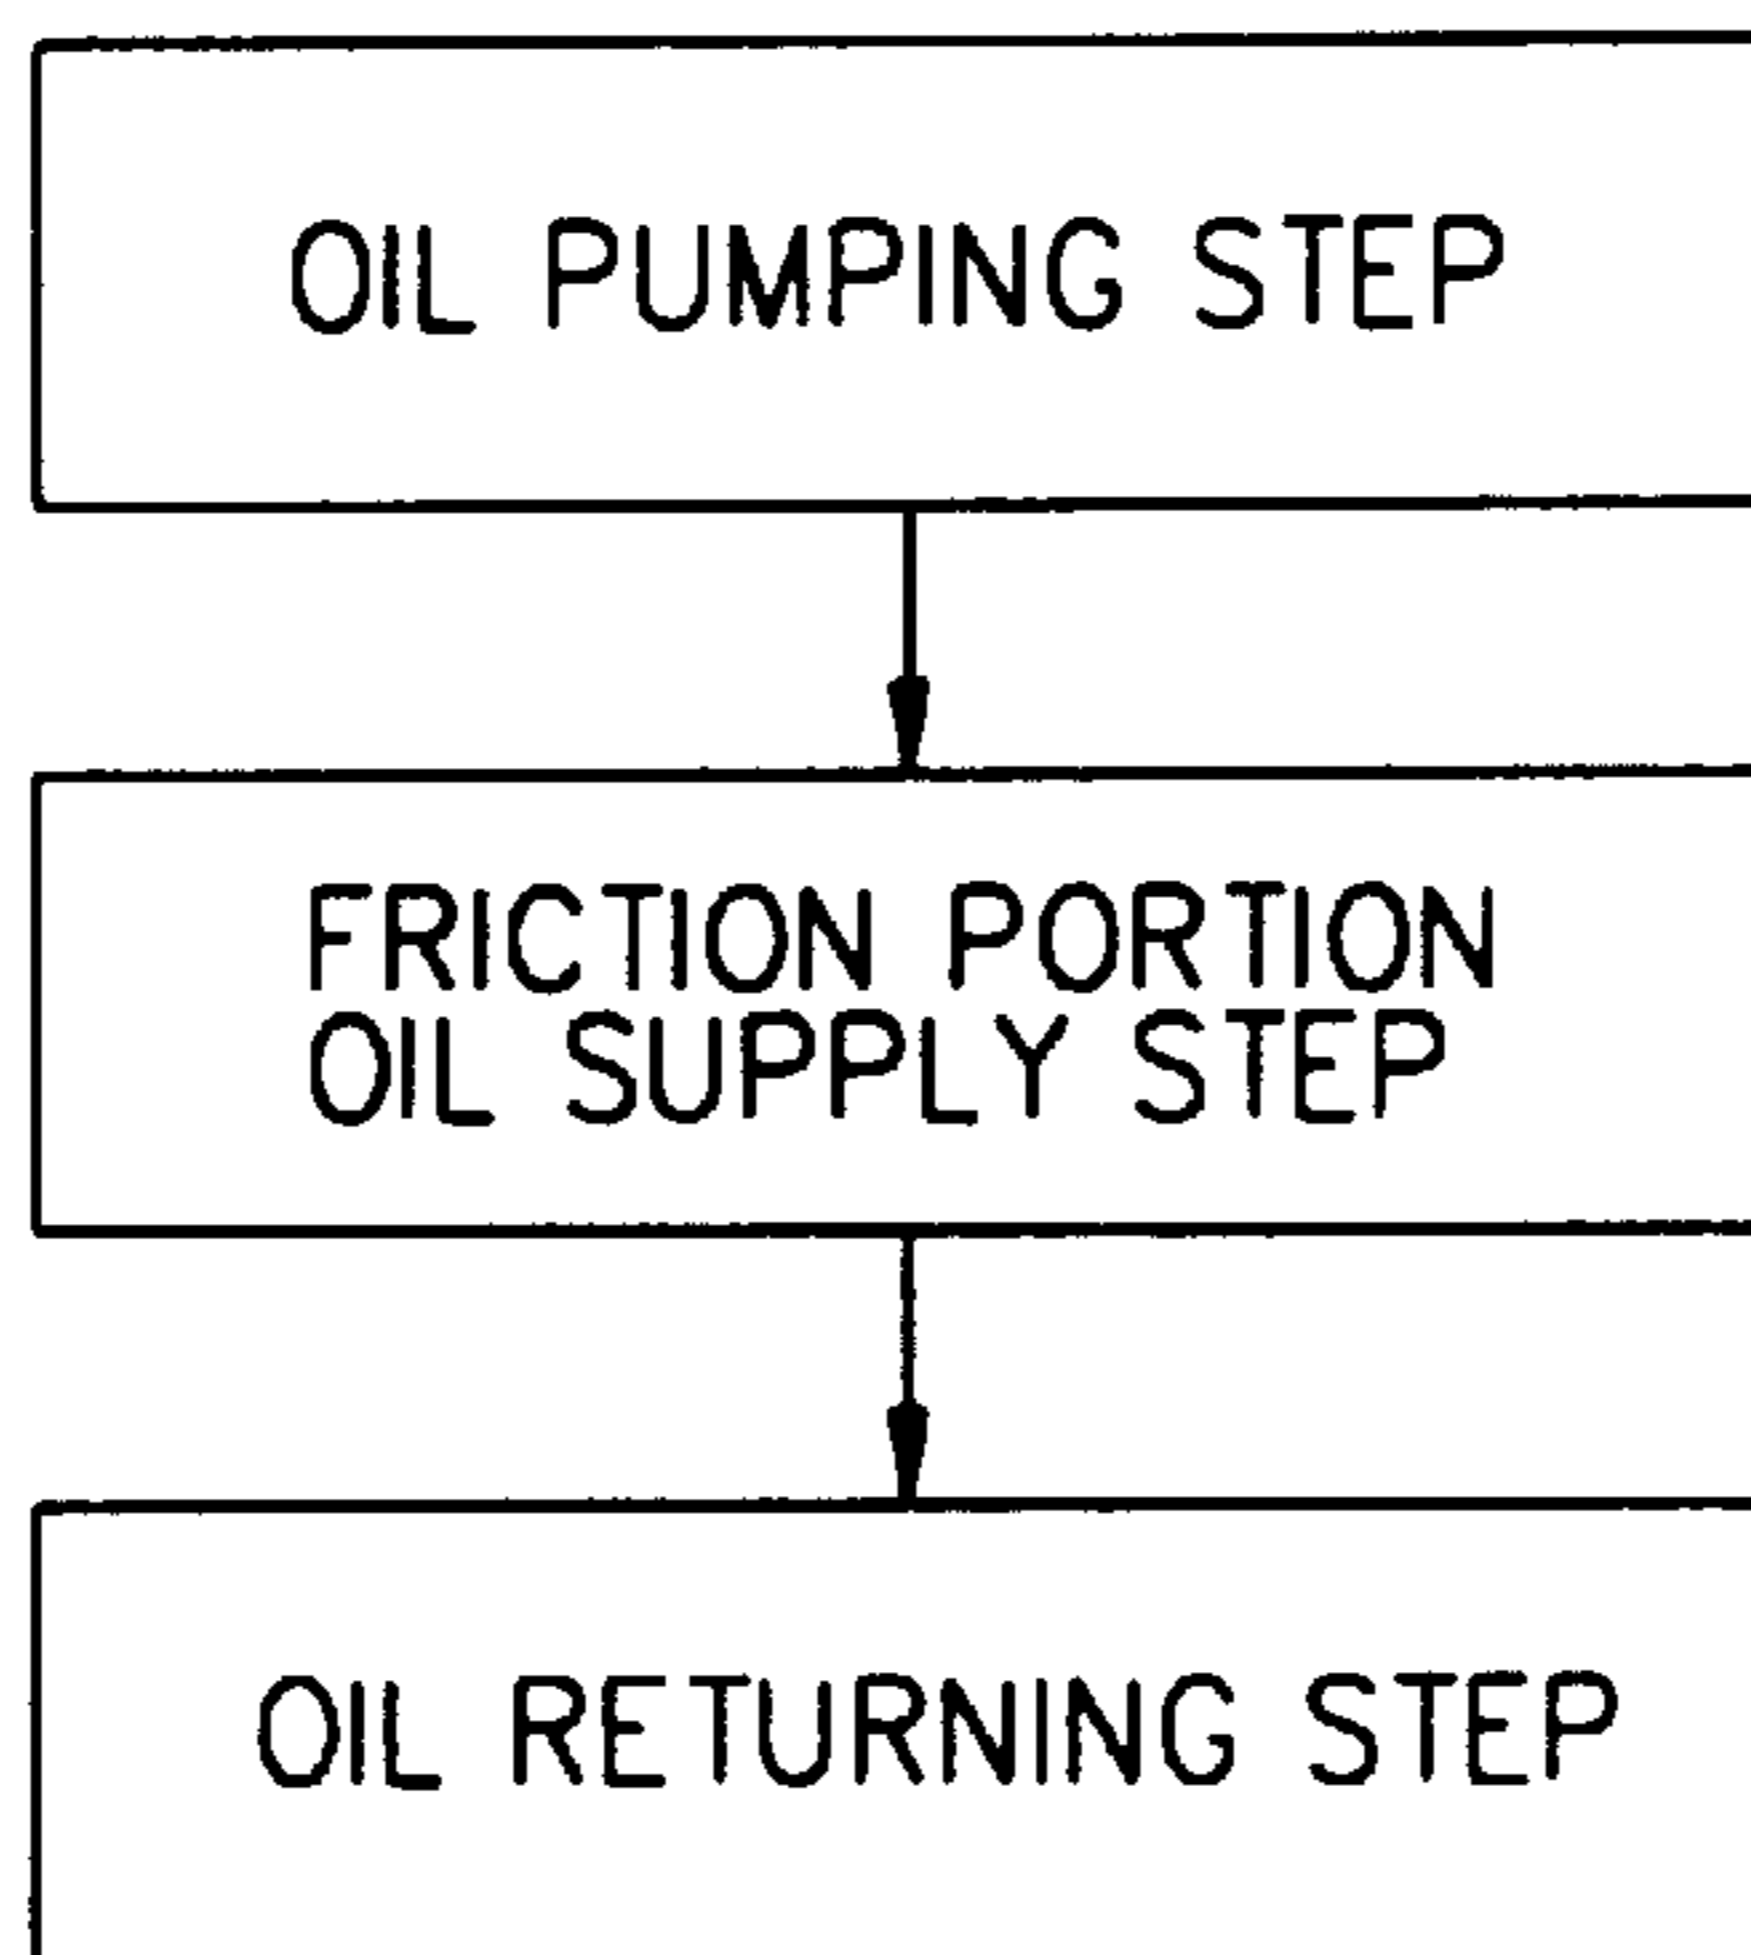 OIL PUMPING STEP
FRICTION PORTION
OIL SUPPLY STEP
OIL RETURNING STEP